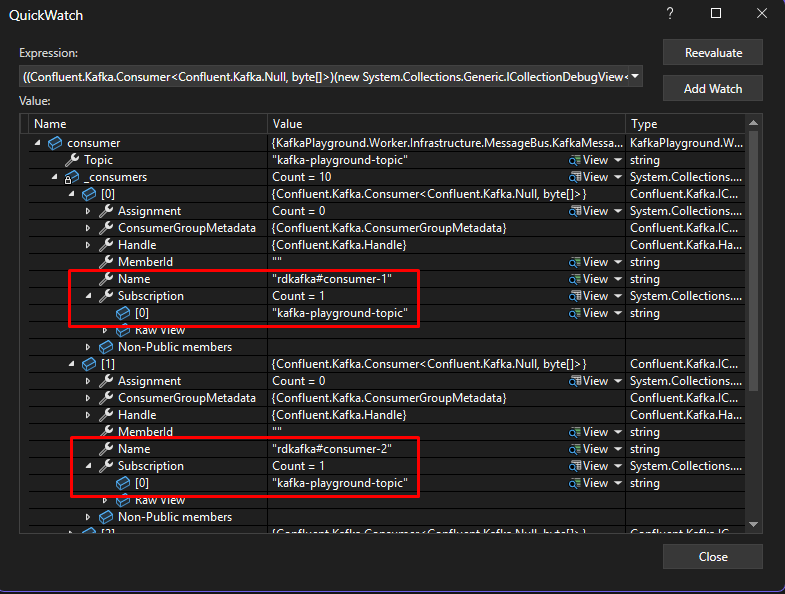 QuickWatch
Expression:
Reevaluate
((Confluent.Kafka.Consumer<Confluent.Kafka.Null, byte[]>)(new System.Collections.Generic.ICollectionDebugView<
Add Watch
Value:
Name Value Type
consumer {KafkaPlayground.Worker.Infrastructure.MessageBus.KafkaMessa... KafkaPlayground.W...
Topic "kafka-playground-topic" View string
_consumers Count = 10 View System.Collections....
[0] {Confluent.Kafka.Consumer<Confluent.Kafka.Null, byte[]>} Confluent.Kafka.IC...
Assignment Count = 0 View System.Collections....
ConsumerGroupMetadata {Confluent.Kafka.ConsumerGroupMetadata} Confluent.Kafka.C...
Handle {Confluent.Kafka.Handle} Confluent.Kafka.Ha...
MemberId "" View string
Name "rdkafka#consumer-1" View string
Subscription Count = 1 View System.Collections....
[0] "kafka-playground-topic" View string
Raw View
Non-Public members
[1] {Confluent.Kafka.Consumer<Confluent.Kafka.Null, byte[]>} Confluent.Kafka.IC...
Assignment Count = 0 View System.Collections....
ConsumerGroupMetadata {Confluent.Kafka.ConsumerGroupMetadata} Confluent.Kafka.C...
Handle {Confluent.Kafka.Handle} Confluent.Kafka.Ha...
MemberId "" View string
Name "rdkafka#consumer-2" View string
Subscription Count = 1 View System.Collections....
[0] "kafka-playground-topic" View string
Raw View
Non-Public members
[2] {Confluent.Kafka.Consumer<Confluent.Kafka.Null, byte[]>} Confluent.Kafka.IC...
Close